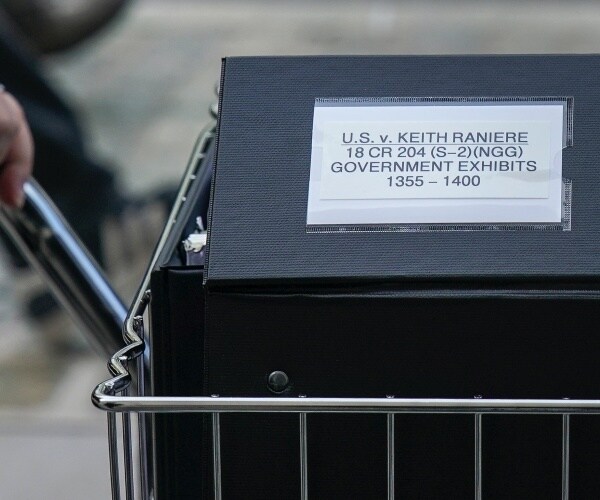 U.S. v. KEITH RANIERE
18 CR 204 (S-2)(NGG)
GOVERNMENT EXHIBITS
1355 – 1400